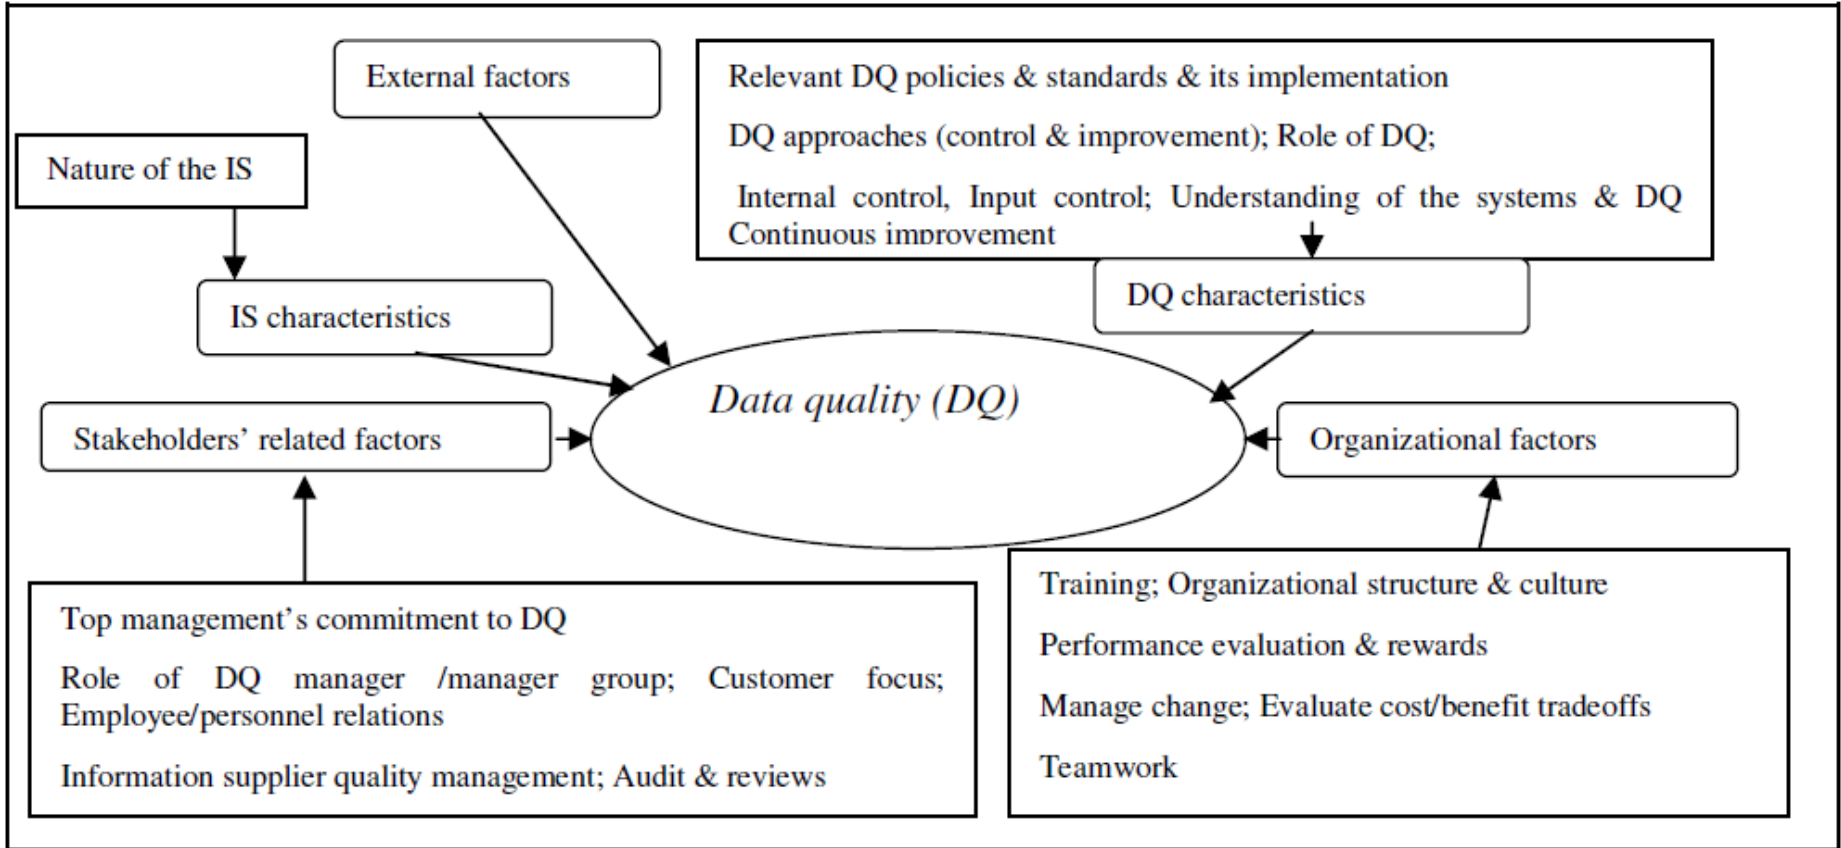 External factors
Relevant DQ policies & standards & its implementation
DQ approaches (control & improvement); Role of DQ;
Internal control, Input control; Understanding of the systems & DQ
Continuous improvement
Nature of the IS
IS characteristics
DQ characteristics
Data quality (DQ)
Stakeholders’ related factors
Organizational factors
Top management’s commitment to DQ
Role of DQ manager /manager group; Customer focus;
Employee/personnel relations
Information supplier quality management; Audit & reviews
Training; Organizational structure & culture
Performance evaluation & rewards
Manage change; Evaluate cost/benefit tradeoffs
Teamwork